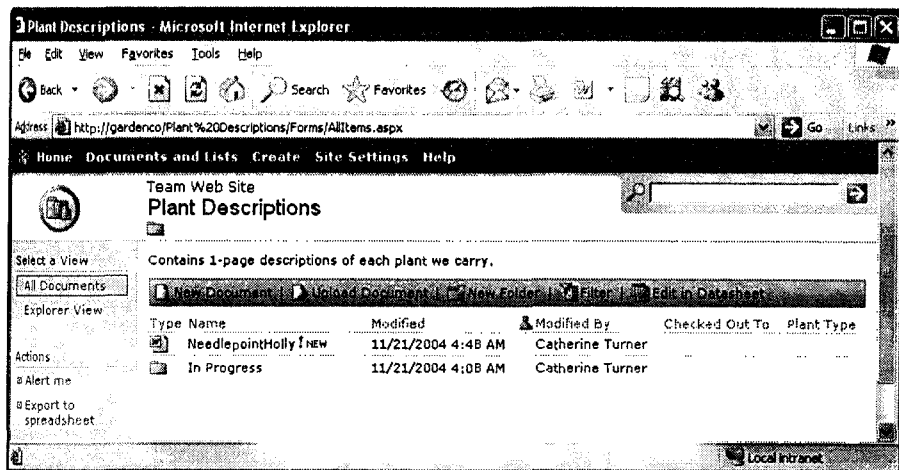 Plant Descriptions - Microsoft Internet Explorer
File Edit View Favorites Tools Help
Back Search Favorites
Address http://gardenco/Plant%20Descriptions/Forms/AllItems.aspx Go Links »
Home Documents and Lists Create Site Settings Help
Team Web Site
Plant Descriptions
Select a View
Contains 1-page descriptions of each plant we carry.
All Documents
New Document | Upload Document | New Folder | Filter | Edit in Datasheet
Explorer View
Type Name Modified Modified By Checked Out To Plant Type
NeedlepointHolly ! NEW 11/21/2004 4:48 AM Catherine Turner
In Progress 11/21/2004 4:08 AM Catherine Turner
Actions
Alert me
Export to
spreadsheet
Local intranet